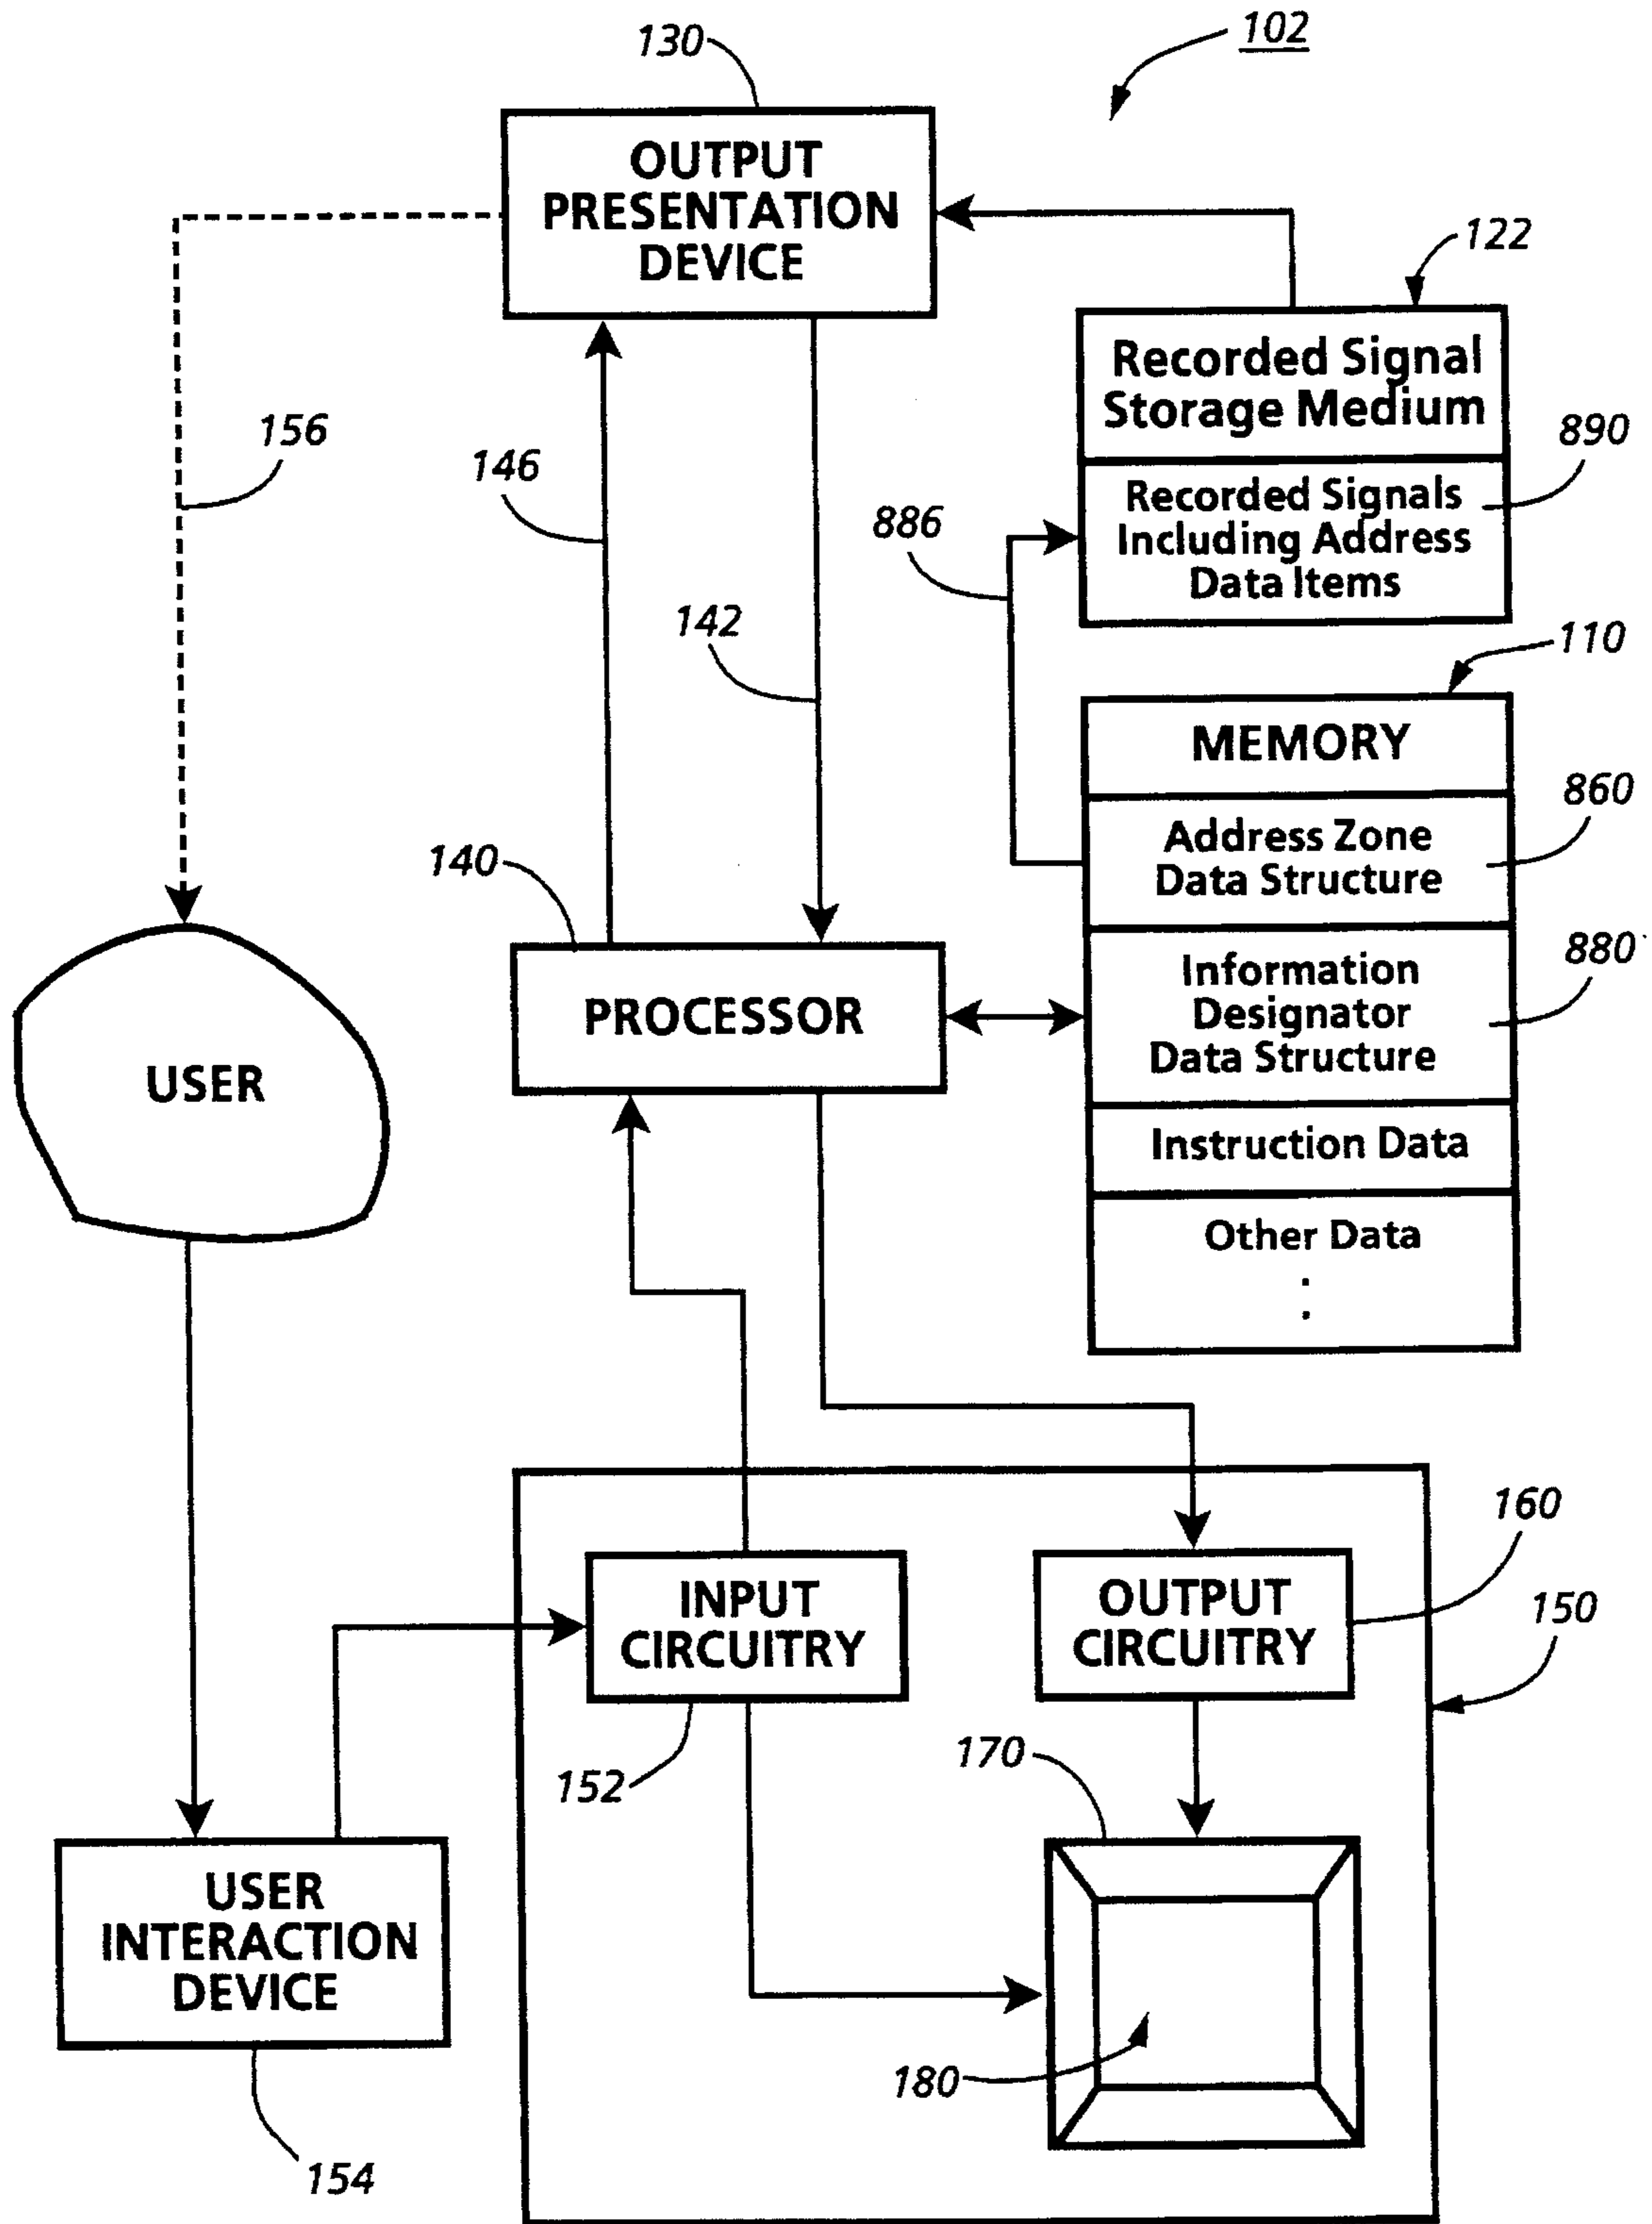 130
102
OUTPUT
PRESENTATION
DEVICE
122
Recorded Signal
Storage Medium
890
156
146
Recorded Signals
Including Address
Data Items
886
142
110
MEMORY
860
Address Zone
Data Structure
140
880
Information
Designator
Data Structure
PROCESSOR
USER
Instruction Data
Other Data
160
INPUT
CIRCUITRY
OUTPUT
CIRCUITRY
150
170
152
USER
INTERACTION
DEVICE
180
154